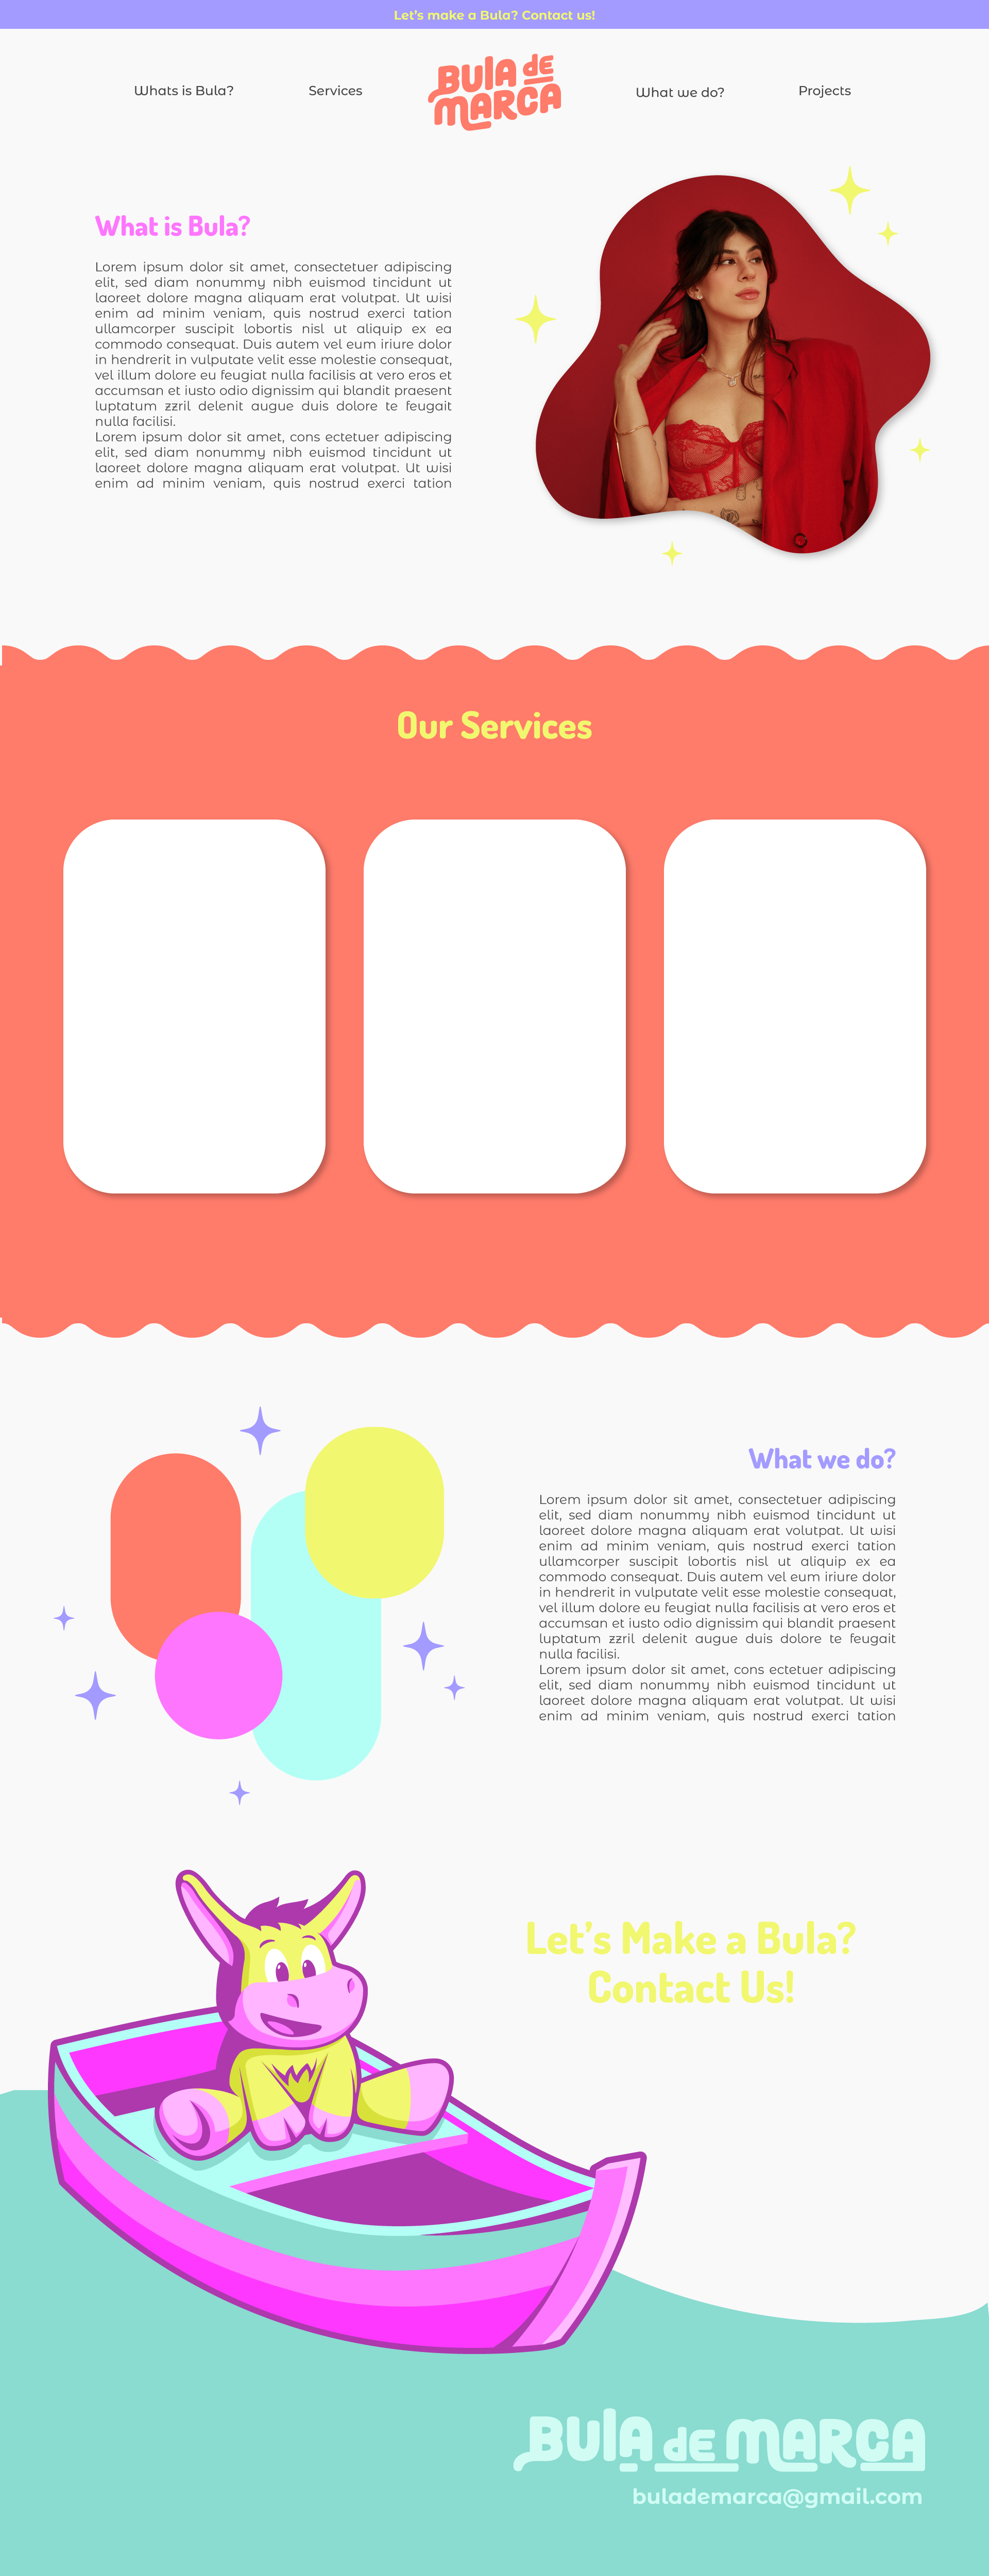 Let's make a Bula? Contact us!
Whats is Bula?
Services
BULA de
MARCA
What we do?
Projects
What is Bula?
Lorem ipsum dolor sit amet, consectetuer adipiscing
elit, sed diam nonummy nibh euismod tincidunt ut
laoreet dolore magna aliquam erat volutpat. Ut wisi
enim ad minim veniam, quis nostrud exerci tation
ullamcorper suscipit lobortis nisl ut aliquip ex ea
commodo consequat. Duis autem vel eum iriure dolor
in hendrerit in vulputate velit esse molestie consequat,
vel illum dolore eu feugiat nulla facilisis at vero eros et
accumsan et iusto odio dignissim qui blandit praesent
luptatum zzril delenit augue duis dolore te feugait
nulla facilisi.
Lorem ipsum dolor sit amet, cons ectetuer adipiscing
elit, sed diam nonummy nibh euismod tincidunt ut
laoreet dolore magna aliquam erat volutpat. Ut wisi
enim ad minim veniam, quis nostrud exerci tation
Our Services
What we do?
Lorem ipsum dolor sit amet, consectetuer adipiscing
elit, sed diam nonummy nibh euismod tincidunt ut
laoreet dolore magna aliquam erat volutpat. Ut wisi
enim ad minim veniam, quis nostrud exerci tation
ullamcorper suscipit lobortis nisl ut aliquip ex ea
commodo consequat. Duis autem vel eum iriure dolor
in hendrerit in vulputate velit esse molestie consequat,
vel illum dolore eu feugiat nulla facilisis at vero eros et
accumsan et iusto odio dignissim qui blandit praesent
luptatum zzril delenit augue duis dolore te feugait
nulla facilisi.
Lorem ipsum dolor sit amet, cons ectetuer adipiscing
elit, sed diam nonummy nibh euismod tincidunt ut
laoreet dolore magna aliquam erat volutpat. Ut wisi
enim ad minim veniam, quis nostrud exerci tation
Let's Make a Bula?
Contact Us!
BULA de MARCA
bulademarca@gmail.com